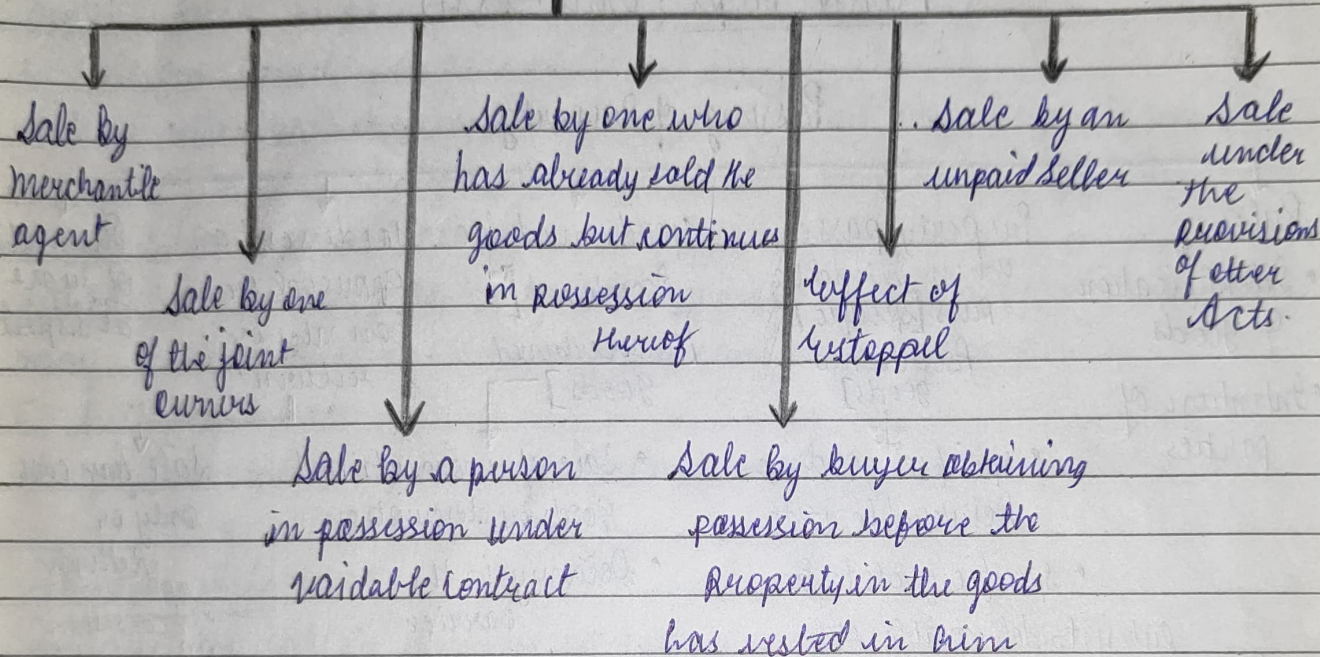 Sale by
merchantile
agent
Sale by one
of the joint
owners
Sale by a person
in possession under
voidable contract
Sale by one who
has already sold the
goods but continues
in possession
thereof
Sale by buyer obtaining
possession before the
property in the goods
has vested in him
Effect of
Estoppel
Sale by an
unpaid seller
Sale
under
the
provisions
of other
Acts.